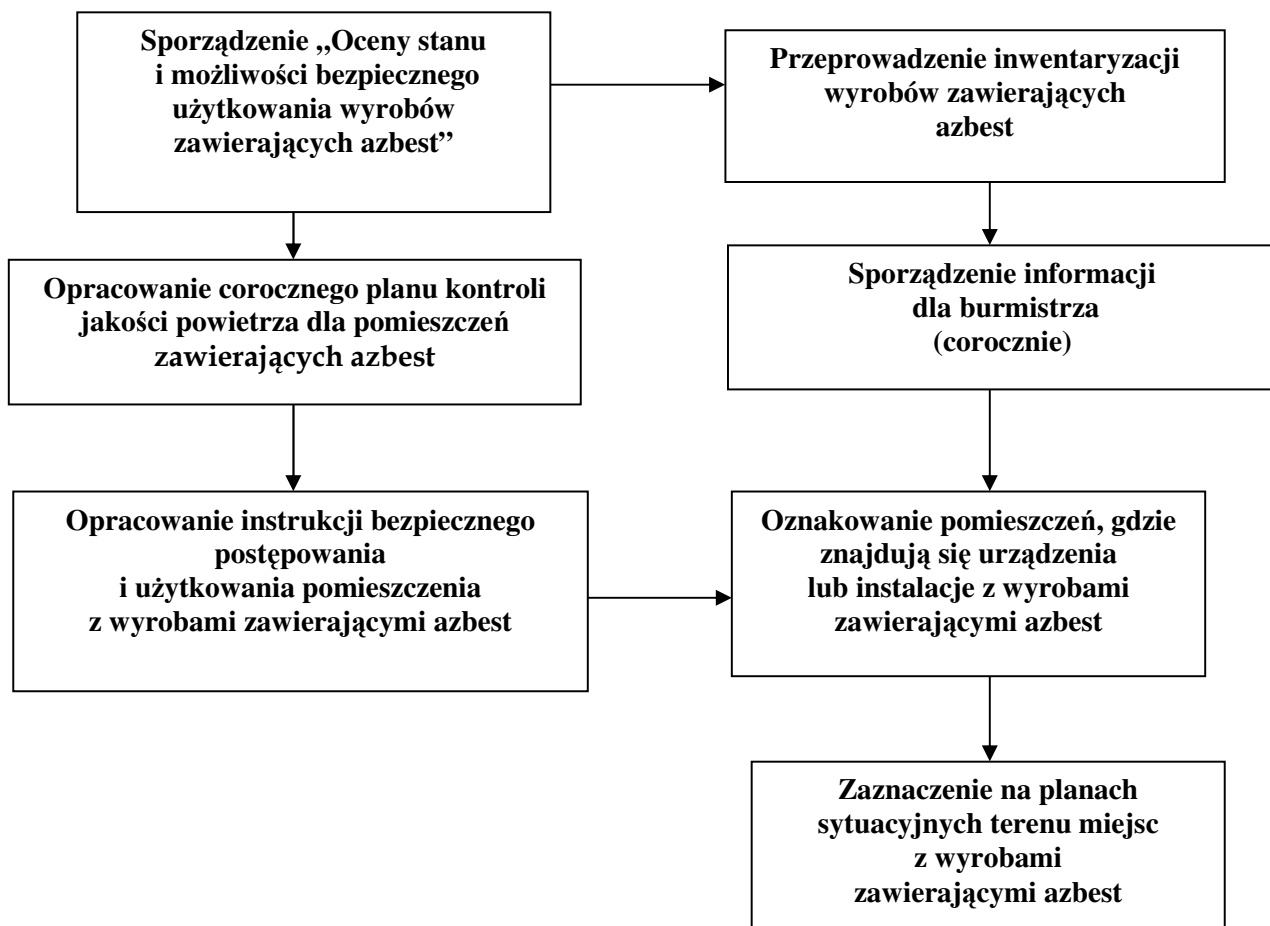 Sporządzenie „Oceny stanu
i możliwości bezpiecznego
użytkowania wyrobów
zawierających azbest”
Przeprowadzenie inwentaryzacji
wyrobów zawierających
azbest
Opracowanie corocznego planu kontroli
jakości powietrza dla pomieszczeń
zawierających azbest
Sporządzenie informacji
dla burmistrza
(corocznie)
Opracowanie instrukcji bezpiecznego
postępowania
i użytkowania pomieszczenia
z wyrobami zawierającymi azbest
Oznakowanie pomieszczeń, gdzie
znajdują się urządzenia
lub instalacje z wyrobami
zawierającymi azbest
Zaznaczenie na planach
sytuacyjnych terenu miejsc
z wyrobami
zawierającymi azbest